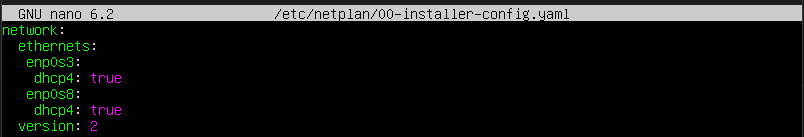 GNU nano 6.2 /etc/netplan/00-installer-config.yaml
network:
  ethernets:
   enp0s3:
    dhcp4: true
   enp0s8:
    dhcp4: true
  version: 2